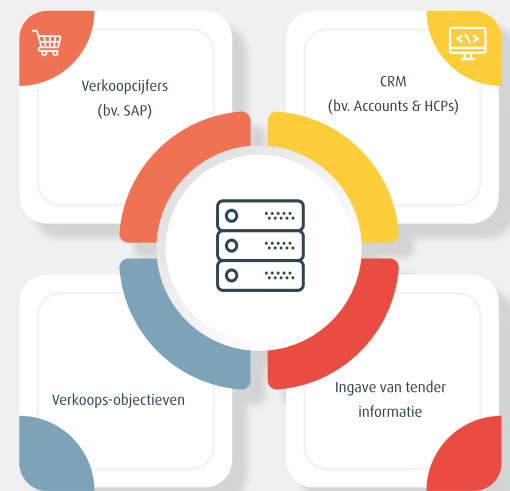 Verkoopcijfers
(bv. SAP)
CRM
(bv. Accounts & HCPs)
Verkoops-objectieven
Ingave van tender
informatie